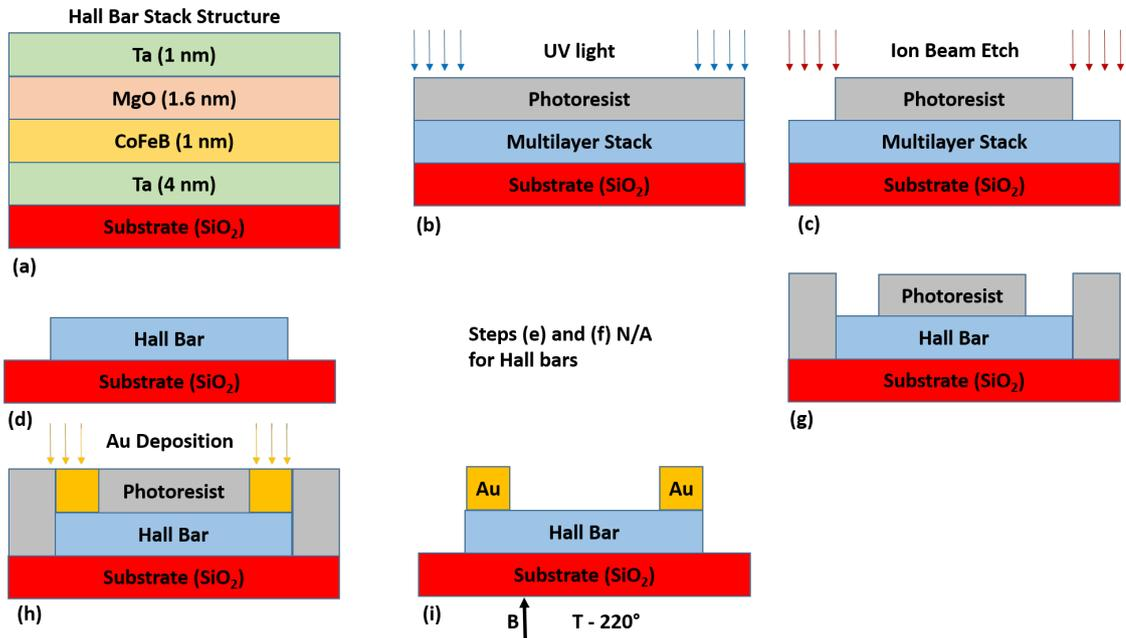 Hall Bar Stack Structure
Ta (1 nm)
MgO (1.6 nm)
CoFeB (1 nm)
Ta (4 nm)
Substrate (SiO₂)
(a)
UV light
Photoresist
Multilayer Stack
Substrate (SiO₂)
(b)
Ion Beam Etch
Photoresist
Multilayer Stack
Substrate (SiO₂)
(c)
Hall Bar
Substrate (SiO₂)
(d)
Steps (e) and (f) N/A
for Hall bars
Photoresist
Hall Bar
Substrate (SiO₂)
(g)
Au Deposition
Photoresist
Hall Bar
Substrate (SiO₂)
(h)
Au
Au
Hall Bar
Substrate (SiO₂)
(i)
B
T - 220°